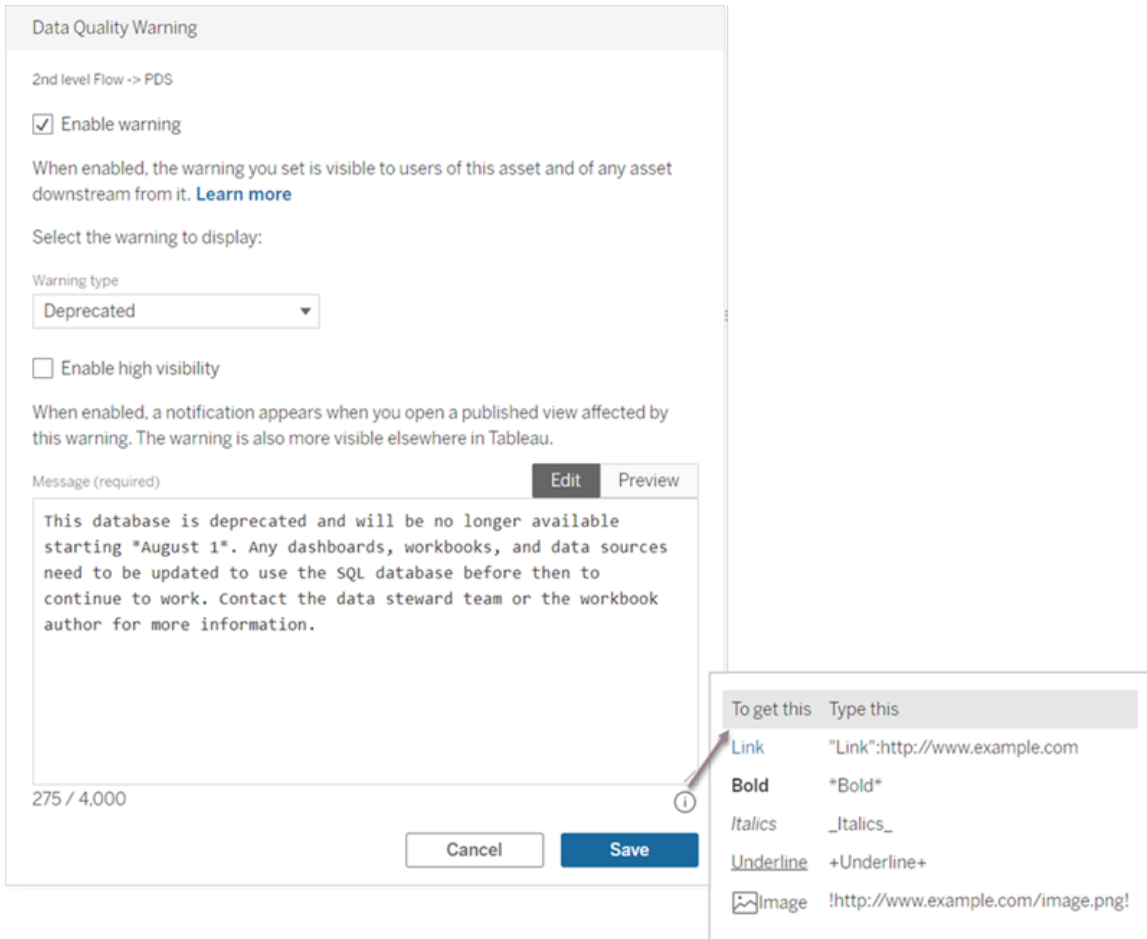 Data Quality Warning
2nd level Flow -> PDS
Enable warning
When enabled, the warning you set is visible to users of this asset and of any asset
downstream from it. Learn more
Select the warning to display:
Warning type
Deprecated
Enable high visibility
When enabled, a notification appears when you open a published view affected by
this warning. The warning is also more visible elsewhere in Tableau.
Message (required)
Edit Preview
This database is deprecated and will be no longer available
starting *August 1*. Any dashboards, workbooks, and data sources
need to be updated to use the SQL database before then to
continue to work. Contact the data steward team or the workbook
author for more information.
275 / 4,000
Cancel Save
To get this Type this
Link "Link":http://www.example.com
Bold *Bold*
Italics _Italics_
Underline +Underline+
Image !http://www.example.com/image.png!